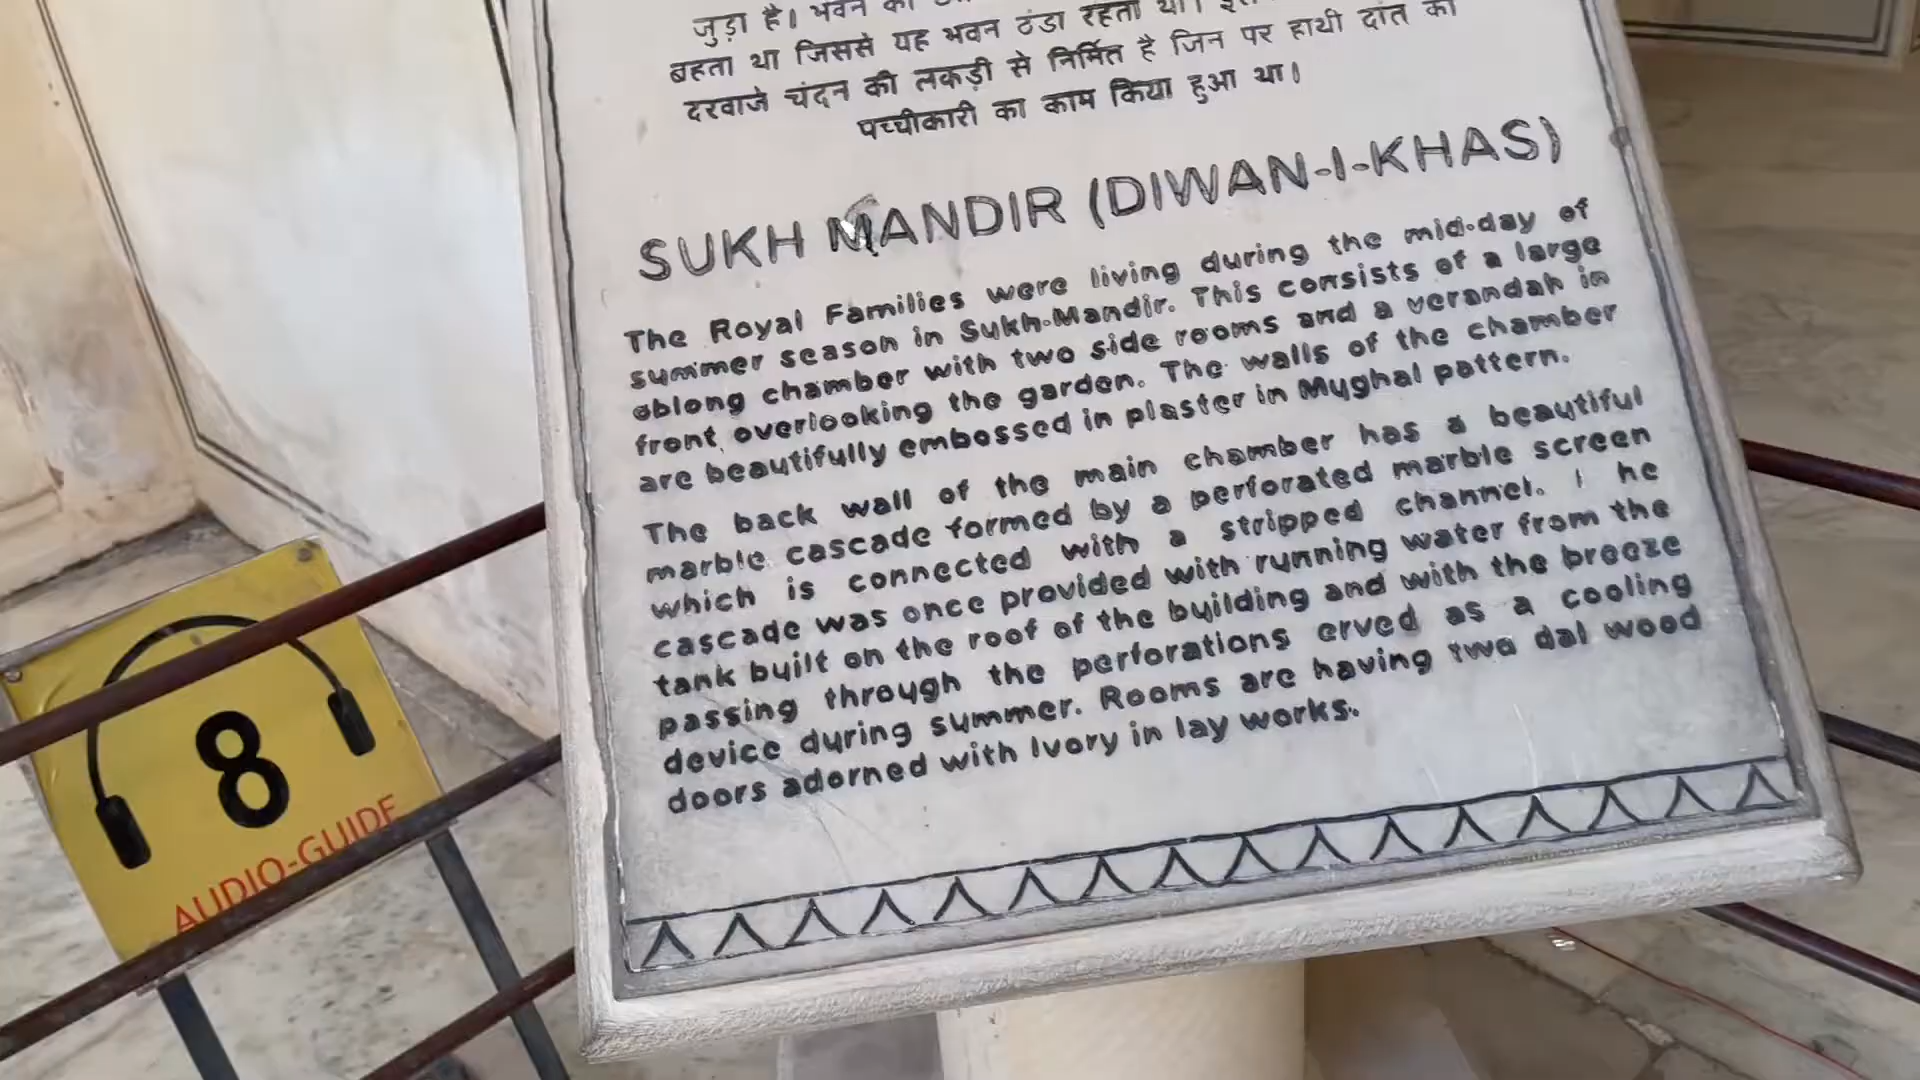 जुड़ा है। भवन का
बहता था जिससे यह भवन ठंडा रहता था।
दरवाजे चंदन की लकड़ी से निर्मित है जिन पर हाथी दांत की
पच्चीकारी का काम किया हुआ था।
SUKH MANDIR (DIWAN-I-KHAS)
The Royal Families were living during the mid-day of
summer season in Sukh-Mandir. This consists of a large
oblong chamber with two side rooms and a verandah in
front overlooking the garden. The walls of the chamber
are beautifully embossed in plaster in Mughal pattern.
The back wall of the main chamber has a beautiful
marble cascade formed by a perforated marble screen
which is connected with a stripped channel. T he
cascade was once provided with running water from the
tank built on the roof of the building and with the breeze
passing through the perforations erved as a cooling
device during summer. Rooms are having two dal wood
doors adorned with Ivory in lay works.
8
AUDIO-GUIDE